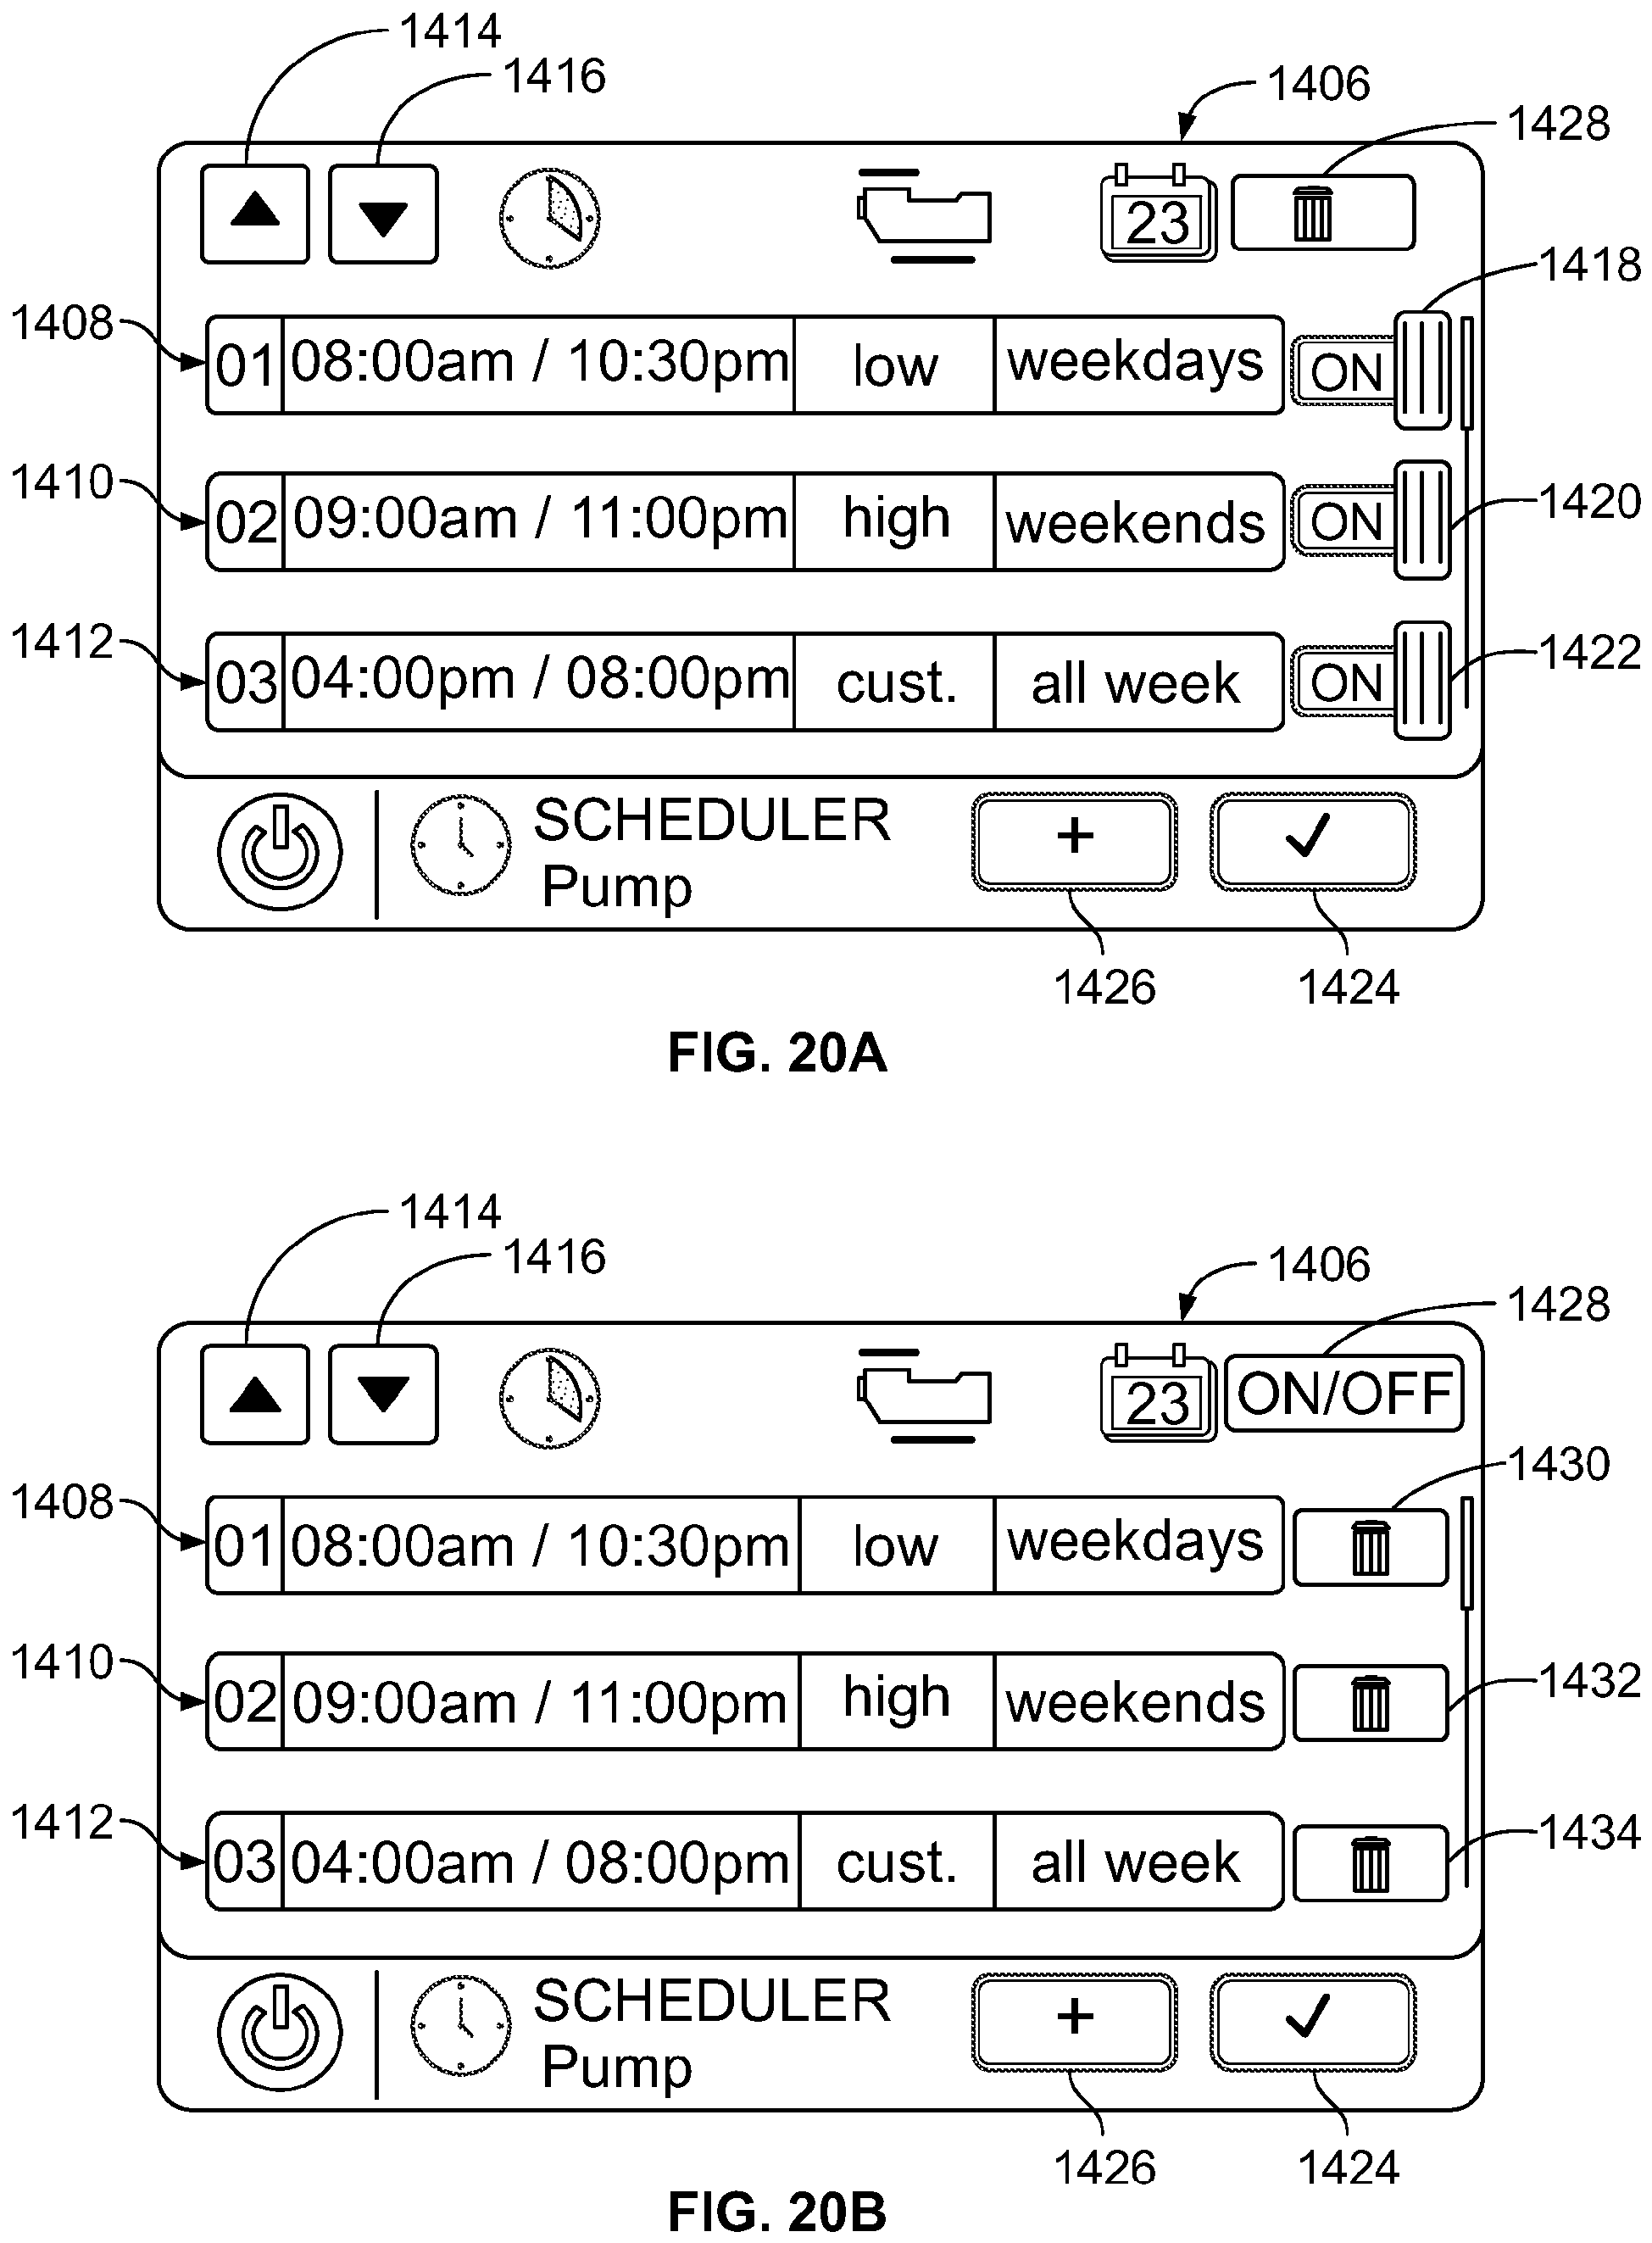 1414
1416
1406
1428
23
1418
1408
01 08:00am / 10:30pm low weekdays ON
1410
02 09:00am / 11:00pm high weekends ON
1420
1412
03 04:00pm / 08:00pm cust. all week ON
1422
SCHEDULER
Pump
+
1426
1424
FIG. 20A
1414
1416
1406
1428
23
ON/OFF
1430
1408
01 08:00am / 10:30pm low weekdays
1410
02 09:00am / 11:00pm high weekends
1432
1412
03 04:00am / 08:00pm cust. all week
1434
SCHEDULER
Pump
+
1426
1424
FIG. 20B